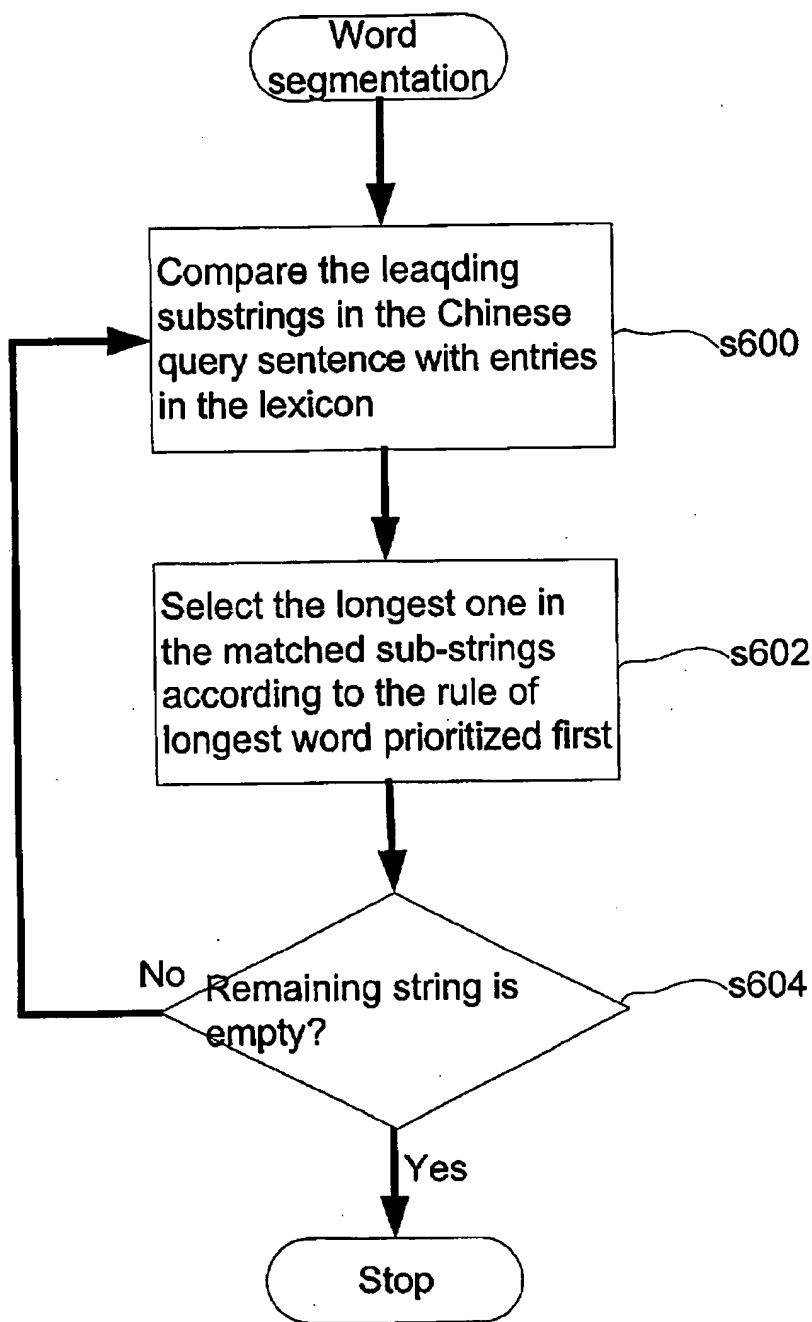 Word
segmentation
Compare the leaqding
substrings in the Chinese
query sentence with entries
in the lexicon
s600
Select the longest one in
the matched sub-strings
according to the rule of
longest word prioritized first
s602
No
Remaining string is
empty?
s604
Yes
Stop